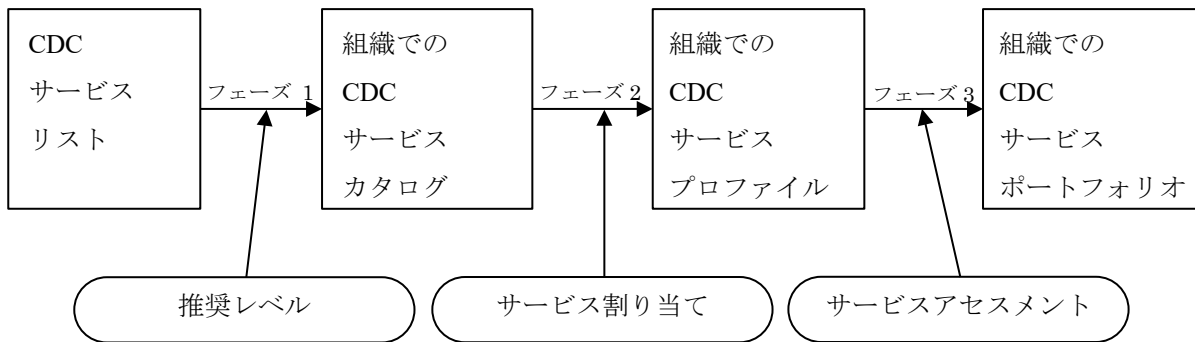 CDC
サービス
リスト
フェーズ 1
組織での
CDC
サービス
カタログ
フェーズ 2
組織での
CDC
サービス
プロファイル
フェーズ 3
組織での
CDC
サービス
ポートフォリオ
推奨レベル
サービス割り当て
サービスアセスメント